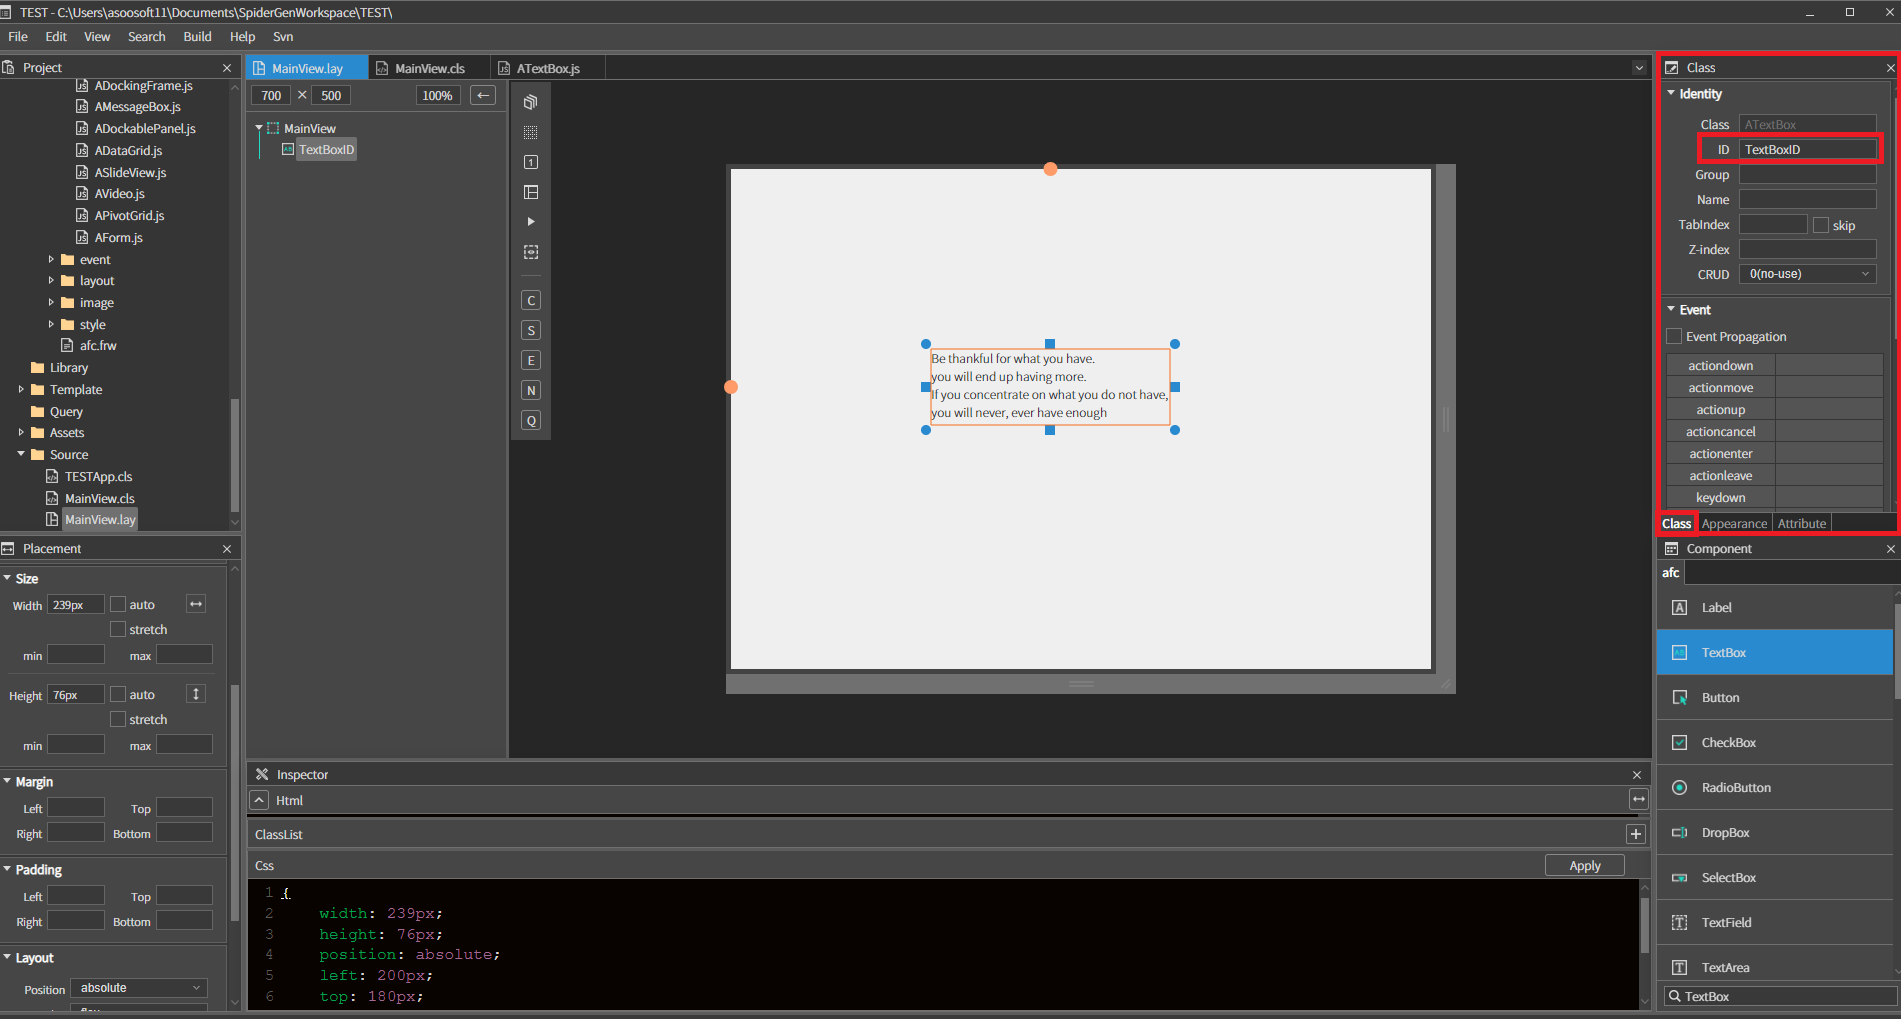 TEST - C:\Users\asoosoft11\Documents\SpiderGenWorkspace\TEST\
File Edit View Search Build Help Svn
Project
ADockingFrame.js
AMessageBox.js
ADockablePanel.js
ADataGrid.js
ASlideView.js
AVideo.js
APivotGrid.js
AForm.js
event
layout
image
style
afc.frw
Library
Template
Query
Assets
Source
TESTApp.cls
MainView.cls
MainView.lay
Placement
Size
Width 239px auto
stretch
min max
Height 76px auto
stretch
min max
Margin
Left Top
Right Bottom
Padding
Left Top
Right Bottom
Layout
Position absolute
MainView.lay MainView.cls ATextBox.js
700 × 500 100%
MainView
TextBoxID
1
C
S
E
N
Q
Be thankful for what you have.
you will end up having more.
If you concentrate on what you do not have,
you will never, ever have enough
Inspector
Html
ClassList
Css Apply
1 {
2 width: 239px;
3 height: 76px;
4 position: absolute;
5 left: 200px;
6 top: 180px;
Class
Identity
Class ATextBox
ID TextBoxID
Group
Name
TabIndex skip
Z-index
CRUD 0(no-use)
Event
Event Propagation
actiondown
actionmove
actionup
actioncancel
actionenter
actionleave
keydown
Class Appearance Attribute
Component
afc
A Label
AB TextBox
Button
CheckBox
RadioButton
DropBox
SelectBox
T TextField
T TextArea
TextBox